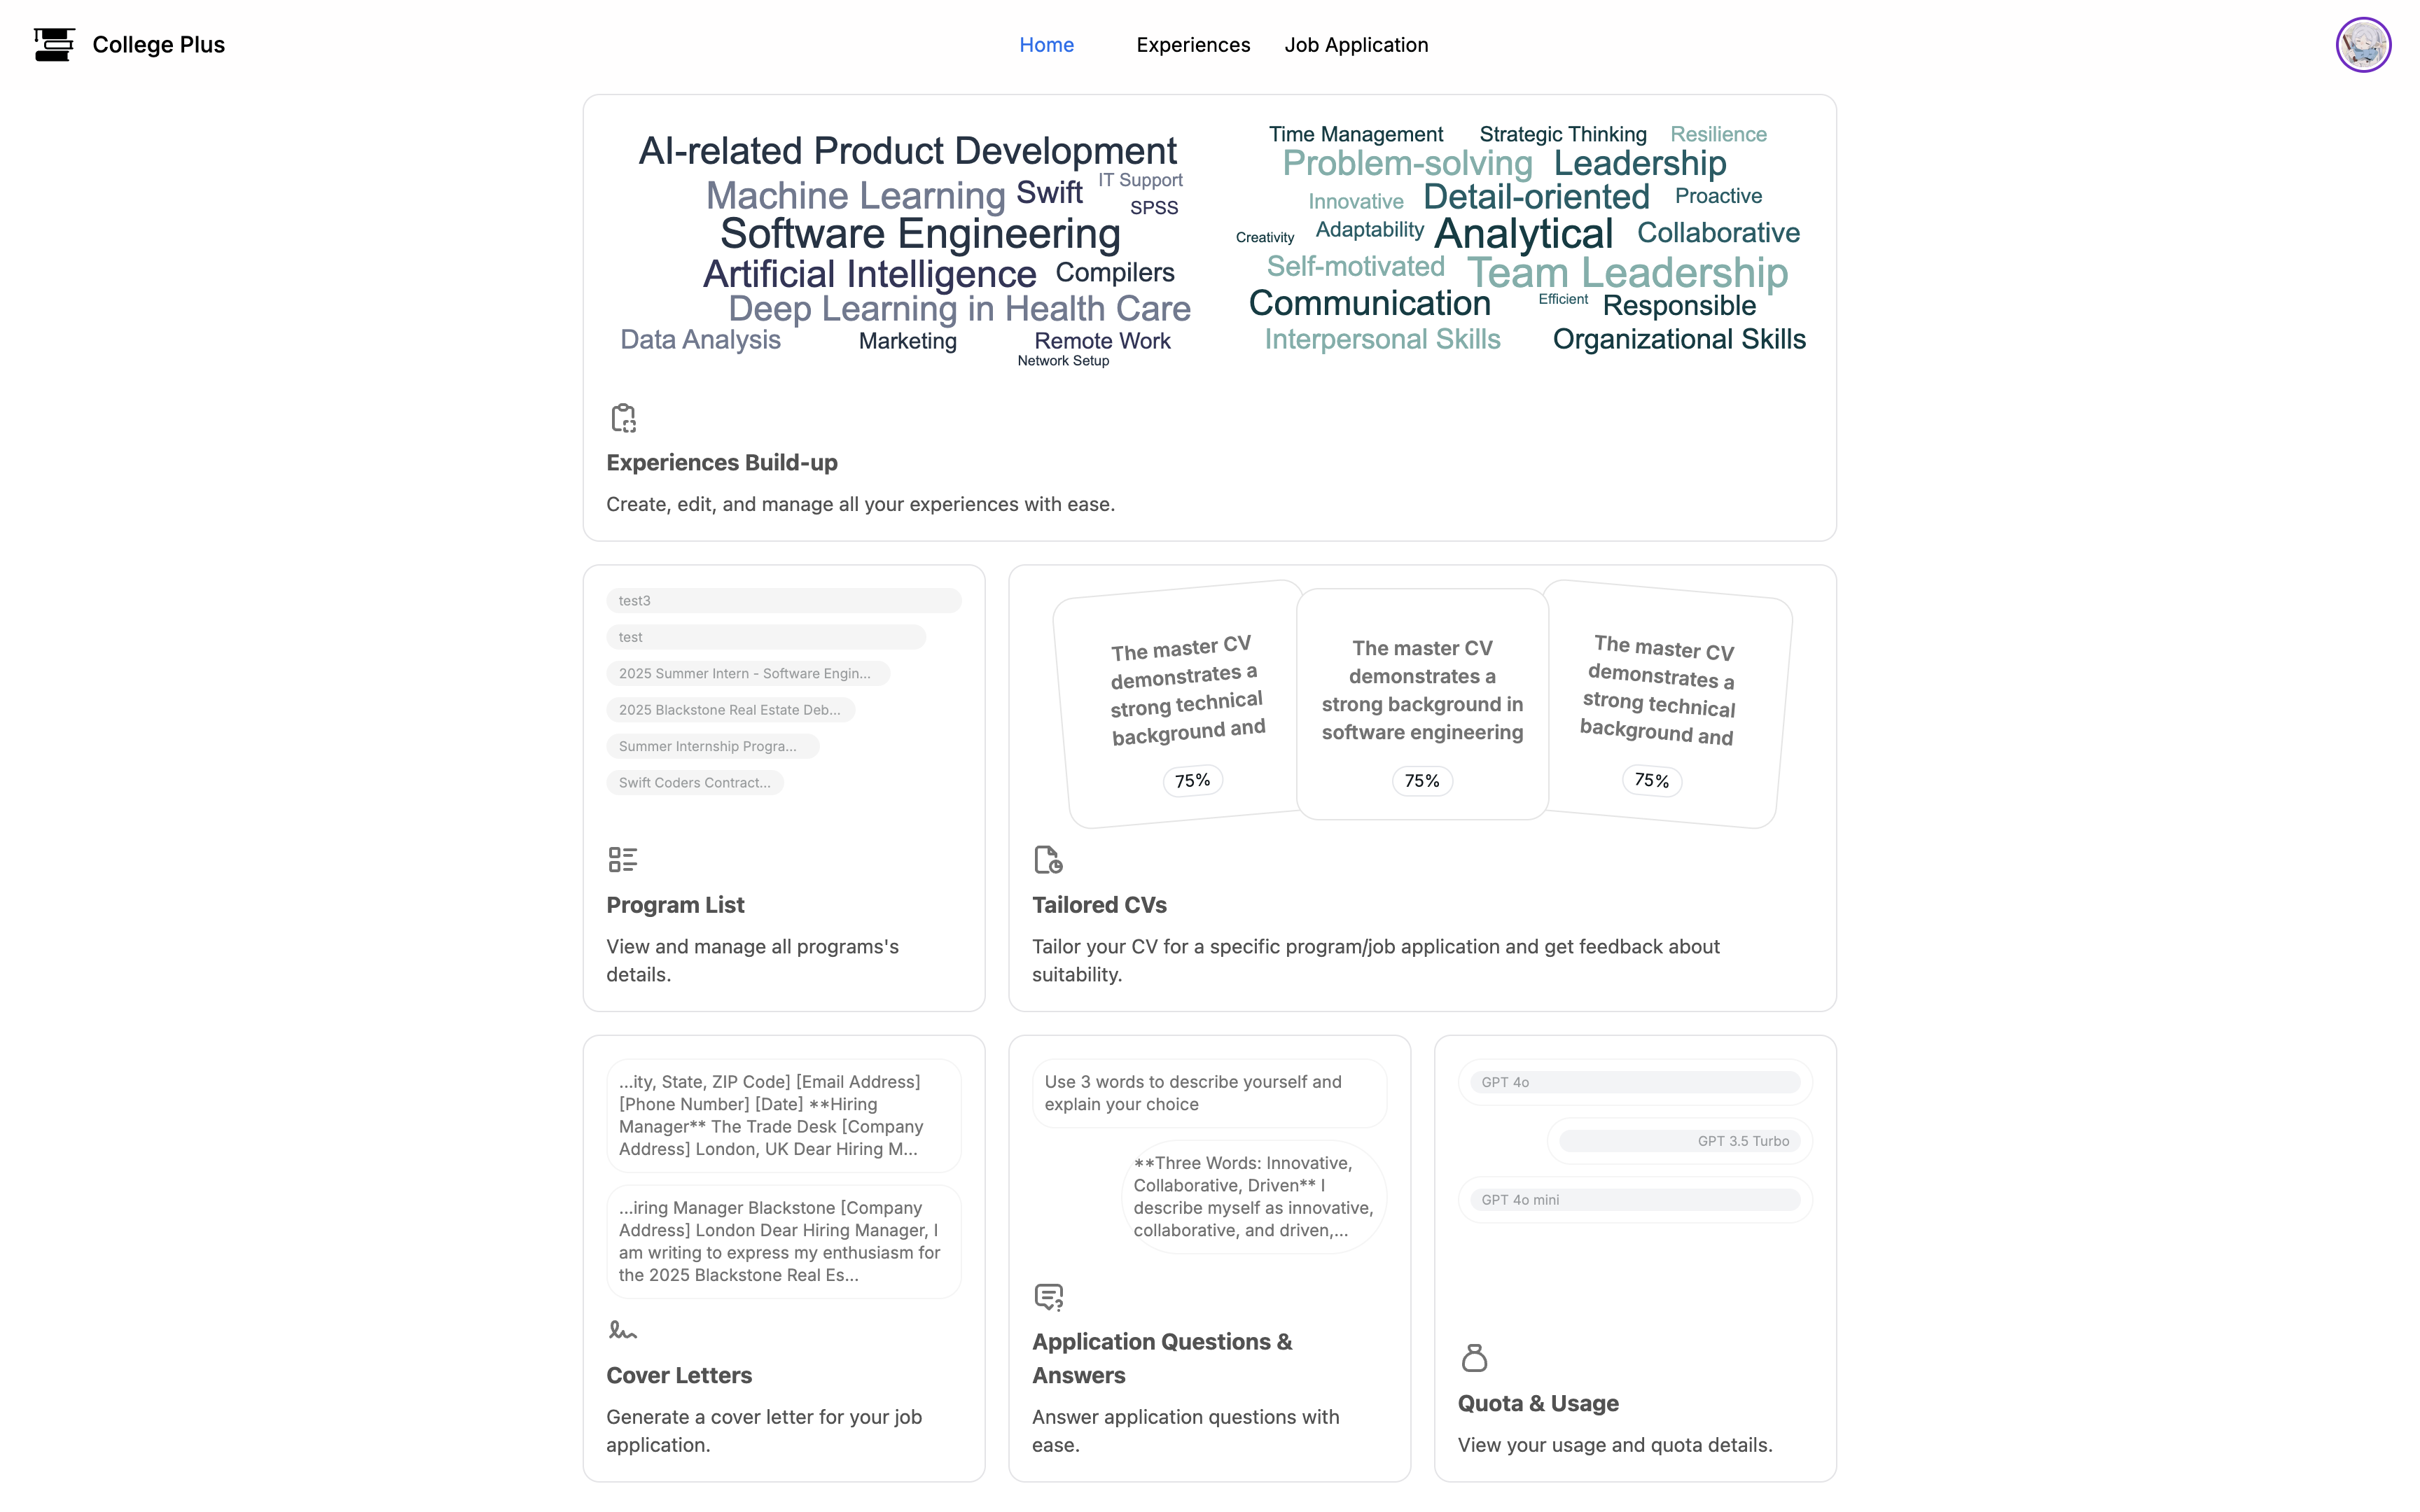 College Plus
Home
Experiences
Job Application
AI-related Product Development
Machine Learning
Swift
IT Support
SPSS
Software Engineering
Artificial Intelligence
Compilers
Deep Learning in Health Care
Data Analysis
Marketing
Remote Work
Network Setup
Time Management
Strategic Thinking
Resilience
Problem-solving
Leadership
Innovative
Detail-oriented
Proactive
Creativity
Adaptability
Analytical
Collaborative
Self-motivated
Team Leadership
Communication
Efficient
Responsible
Interpersonal Skills
Organizational Skills
Experiences Build-up
Create, edit, and manage all your experiences with ease.
test3
test
2025 Summer Intern - Software Engin...
2025 Blackstone Real Estate Deb...
Summer Internship Progra...
Swift Coders Contract...
Program List
View and manage all programs's
details.
The master CV
demonstrates a
strong technical
background and
75%
The master CV
demonstrates a
strong background in
software engineering
75%
The master CV
demonstrates a
strong technical
background and
75%
Tailored CVs
Tailor your CV for a specific program/job application and get feedback about
suitability.
...ity, State, ZIP Code] [Email Address]
[Phone Number] [Date] **Hiring
Manager** The Trade Desk [Company
Address] London, UK Dear Hiring M...
...iring Manager Blackstone [Company
Address] London Dear Hiring Manager, I
am writing to express my enthusiasm for
the 2025 Blackstone Real Es...
Cover Letters
Generate a cover letter for your job
application.
Use 3 words to describe yourself and
explain your choice
**Three Words: Innovative,
Collaborative, Driven** I
describe myself as innovative,
collaborative, and driven,...
Application Questions &
Answers
Answer application questions with
ease.
GPT 4o
GPT 3.5 Turbo
GPT 4o mini
Quota & Usage
View your usage and quota details.